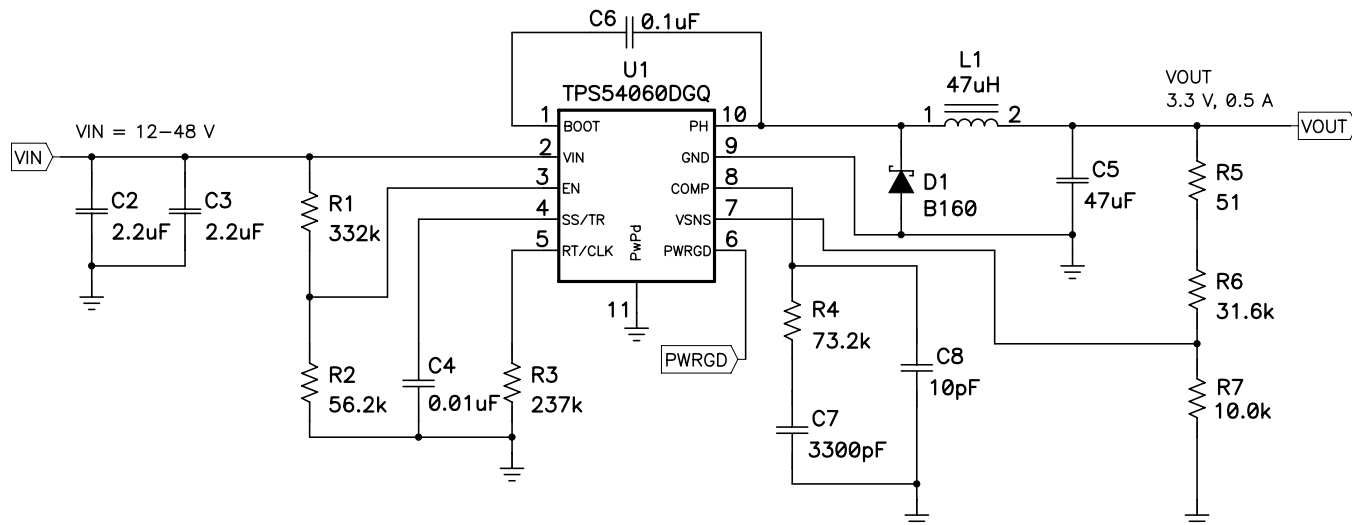 C6
0.1uF
U1
TPS54060DGQ
L1
47uH
VOUT
3.3 V, 0.5 A
VIN = 12-48 V
VIN
1
BOOT
PH
10
1
2
VOUT
2
VIN
GND
9
3
EN
COMP
8
4
SS/TR
VSNS
7
5
RT/CLK
PWRGD
6
PwPd
11
C2
2.2uF
C3
2.2uF
R1
332k
D1
B160
C5
47uF
R5
51
R6
31.6k
R4
73.2k
PWRGD
C8
10pF
R2
56.2k
C4
0.01uF
R3
237k
C7
3300pF
R7
10.0k